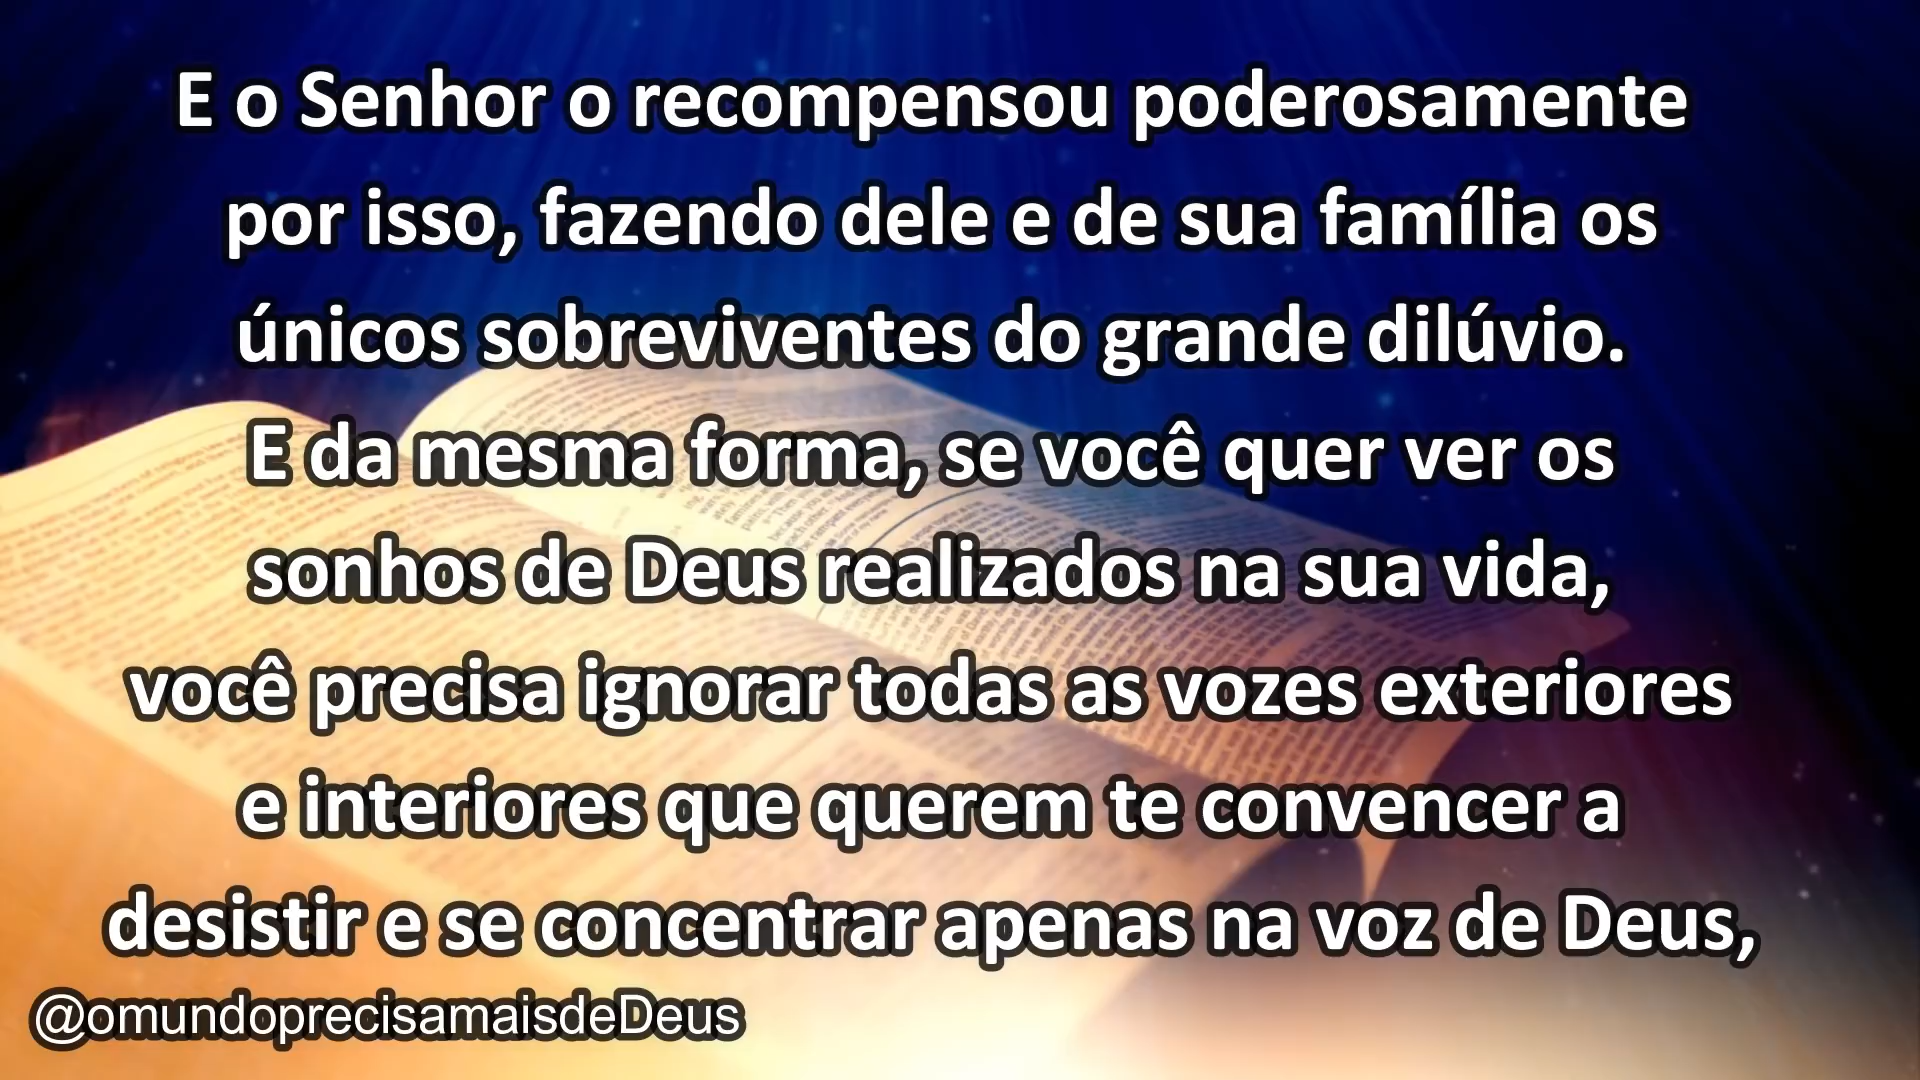 E o Senhor o recompensou poderosamente
por isso, fazendo dele e de sua família os
únicos sobreviventes do grande dilúvio.
E da mesma forma, se você quer ver os
sonhos de Deus realizados na sua vida,
você precisa ignorar todas as vozes exteriores
e interiores que querem te convencer a
desistir e se concentrar apenas na voz de Deus,
@omundoprecisamaisdeDeus